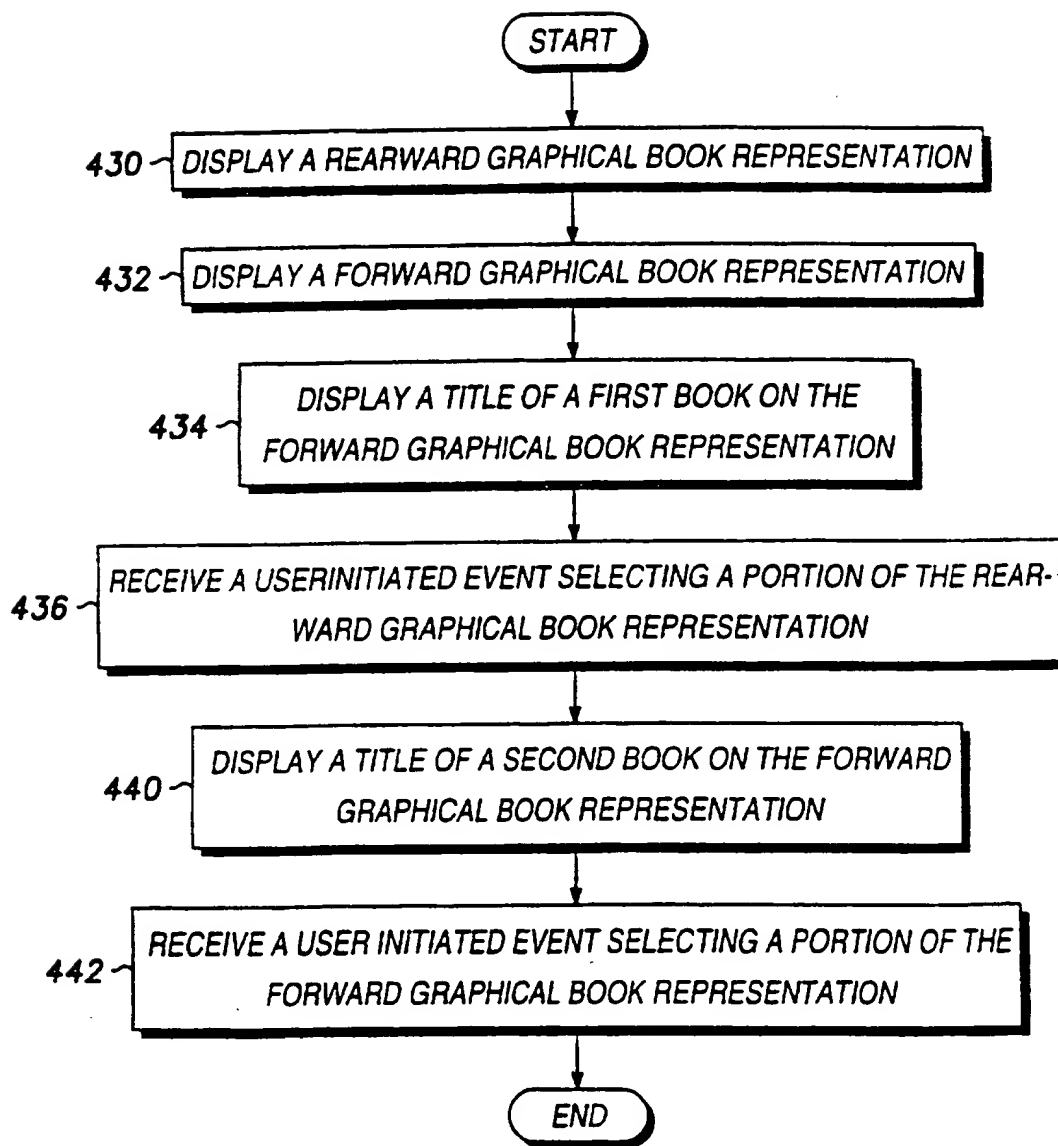 START
430 DISPLAY A REARWARD GRAPHICAL BOOK REPRESENTATION
432 DISPLAY A FORWARD GRAPHICAL BOOK REPRESENTATION
DISPLAY A TITLE OF A FIRST BOOK ON THE
434 FORWARD GRAPHICAL BOOK REPRESENTATION
RECEIVE A USERINITIATED EVENT SELECTING A PORTION OF THE REAR-
436 WARD GRAPHICAL BOOK REPRESENTATION
DISPLAY A TITLE OF A SECOND BOOK ON THE FORWARD
440 GRAPHICAL BOOK REPRESENTATION
RECEIVE A USER INITIATED EVENT SELECTING A PORTION OF THE
442 FORWARD GRAPHICAL BOOK REPRESENTATION
END